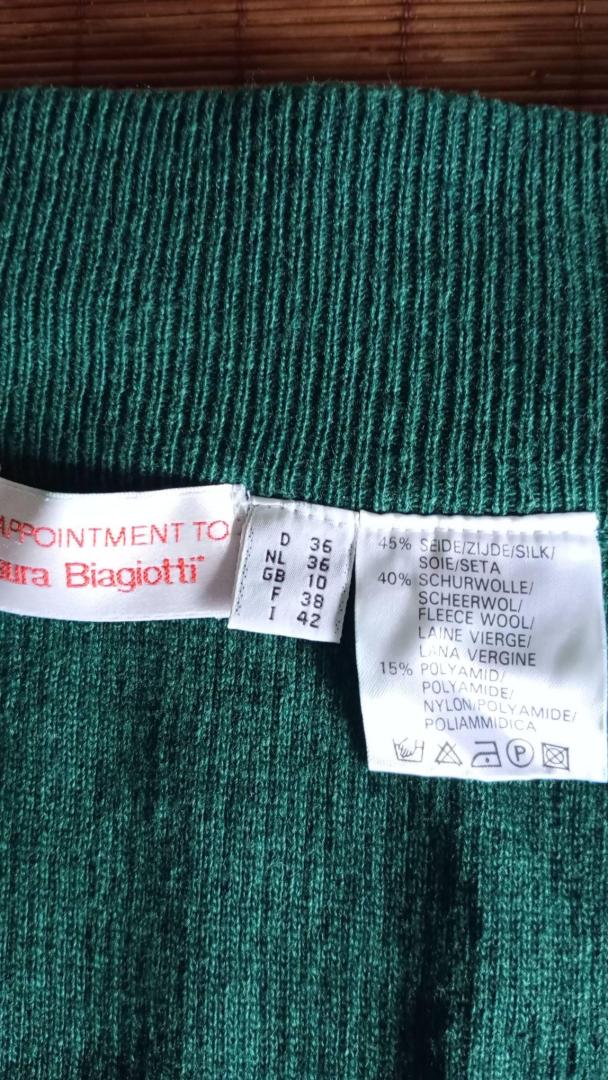 APPOINTMENT TO
ura Biagiotti
D 36
NL 36
GB 10
F 38
I 42
45% SEIDE/ZIJDE/SILK/
SOIE/SETA
40% SCHURWOLLE/
SCHEERWOL/
FLEECE WOOL/
LAINE VIERGE/
LANA VERGINE
15% POLYAMID/
POLYAMIDE/
NYLON/POLYAMIDE/
POLIAMMIDICA
P